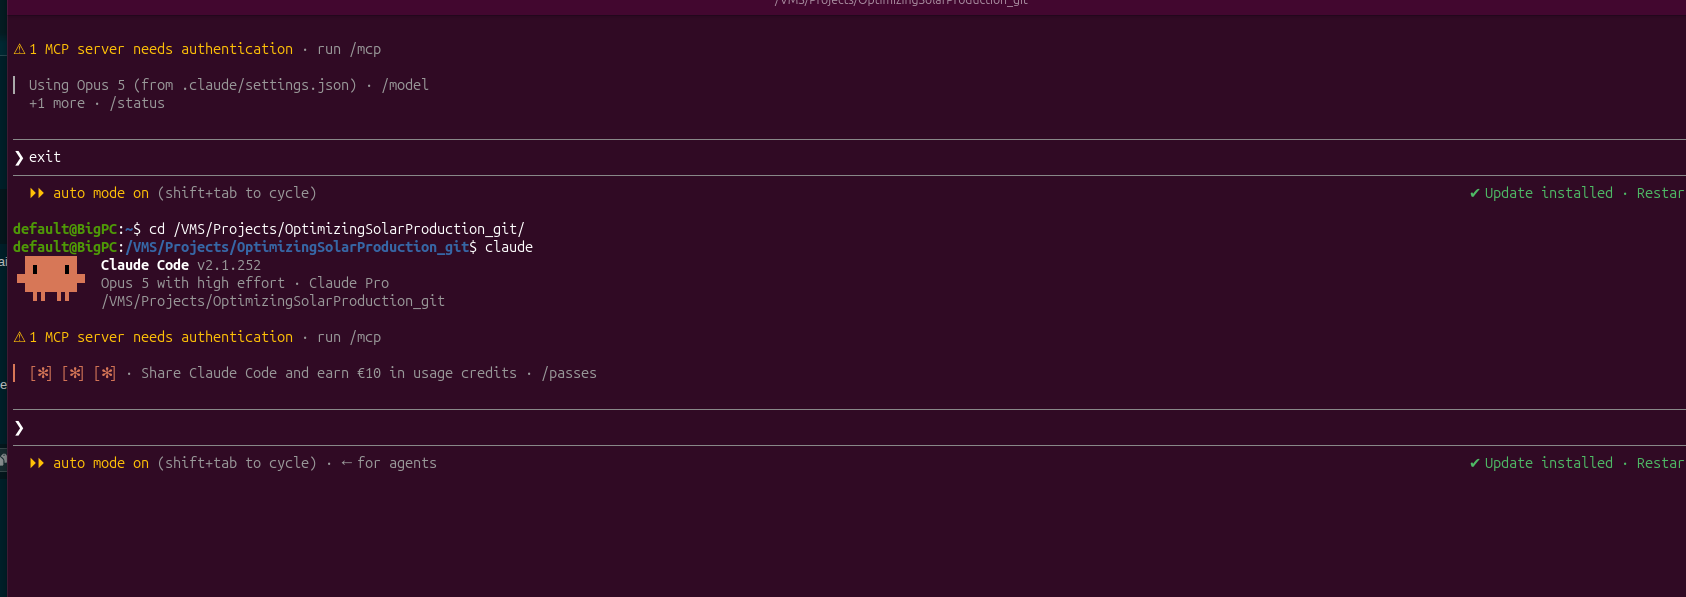 /VMS/Projects/OptimizingSolarProduction_git
⚠ 1 MCP server needs authentication · run /mcp
Using Opus 5 (from .claude/settings.json) · /model
+1 more · /status
❯ exit
⏵⏵ auto mode on (shift+tab to cycle)
✔ Update installed · Restar
default@BigPC:~$ cd /VMS/Projects/OptimizingSolarProduction_git/
default@BigPC:/VMS/Projects/OptimizingSolarProduction_git$ claude
Claude Code v2.1.252
Opus 5 with high effort · Claude Pro
/VMS/Projects/OptimizingSolarProduction_git
⚠ 1 MCP server needs authentication · run /mcp
[✻] [✻] [✻] · Share Claude Code and earn €10 in usage credits · /passes
❯
⏵⏵ auto mode on (shift+tab to cycle) · ← for agents
✔ Update installed · Restar